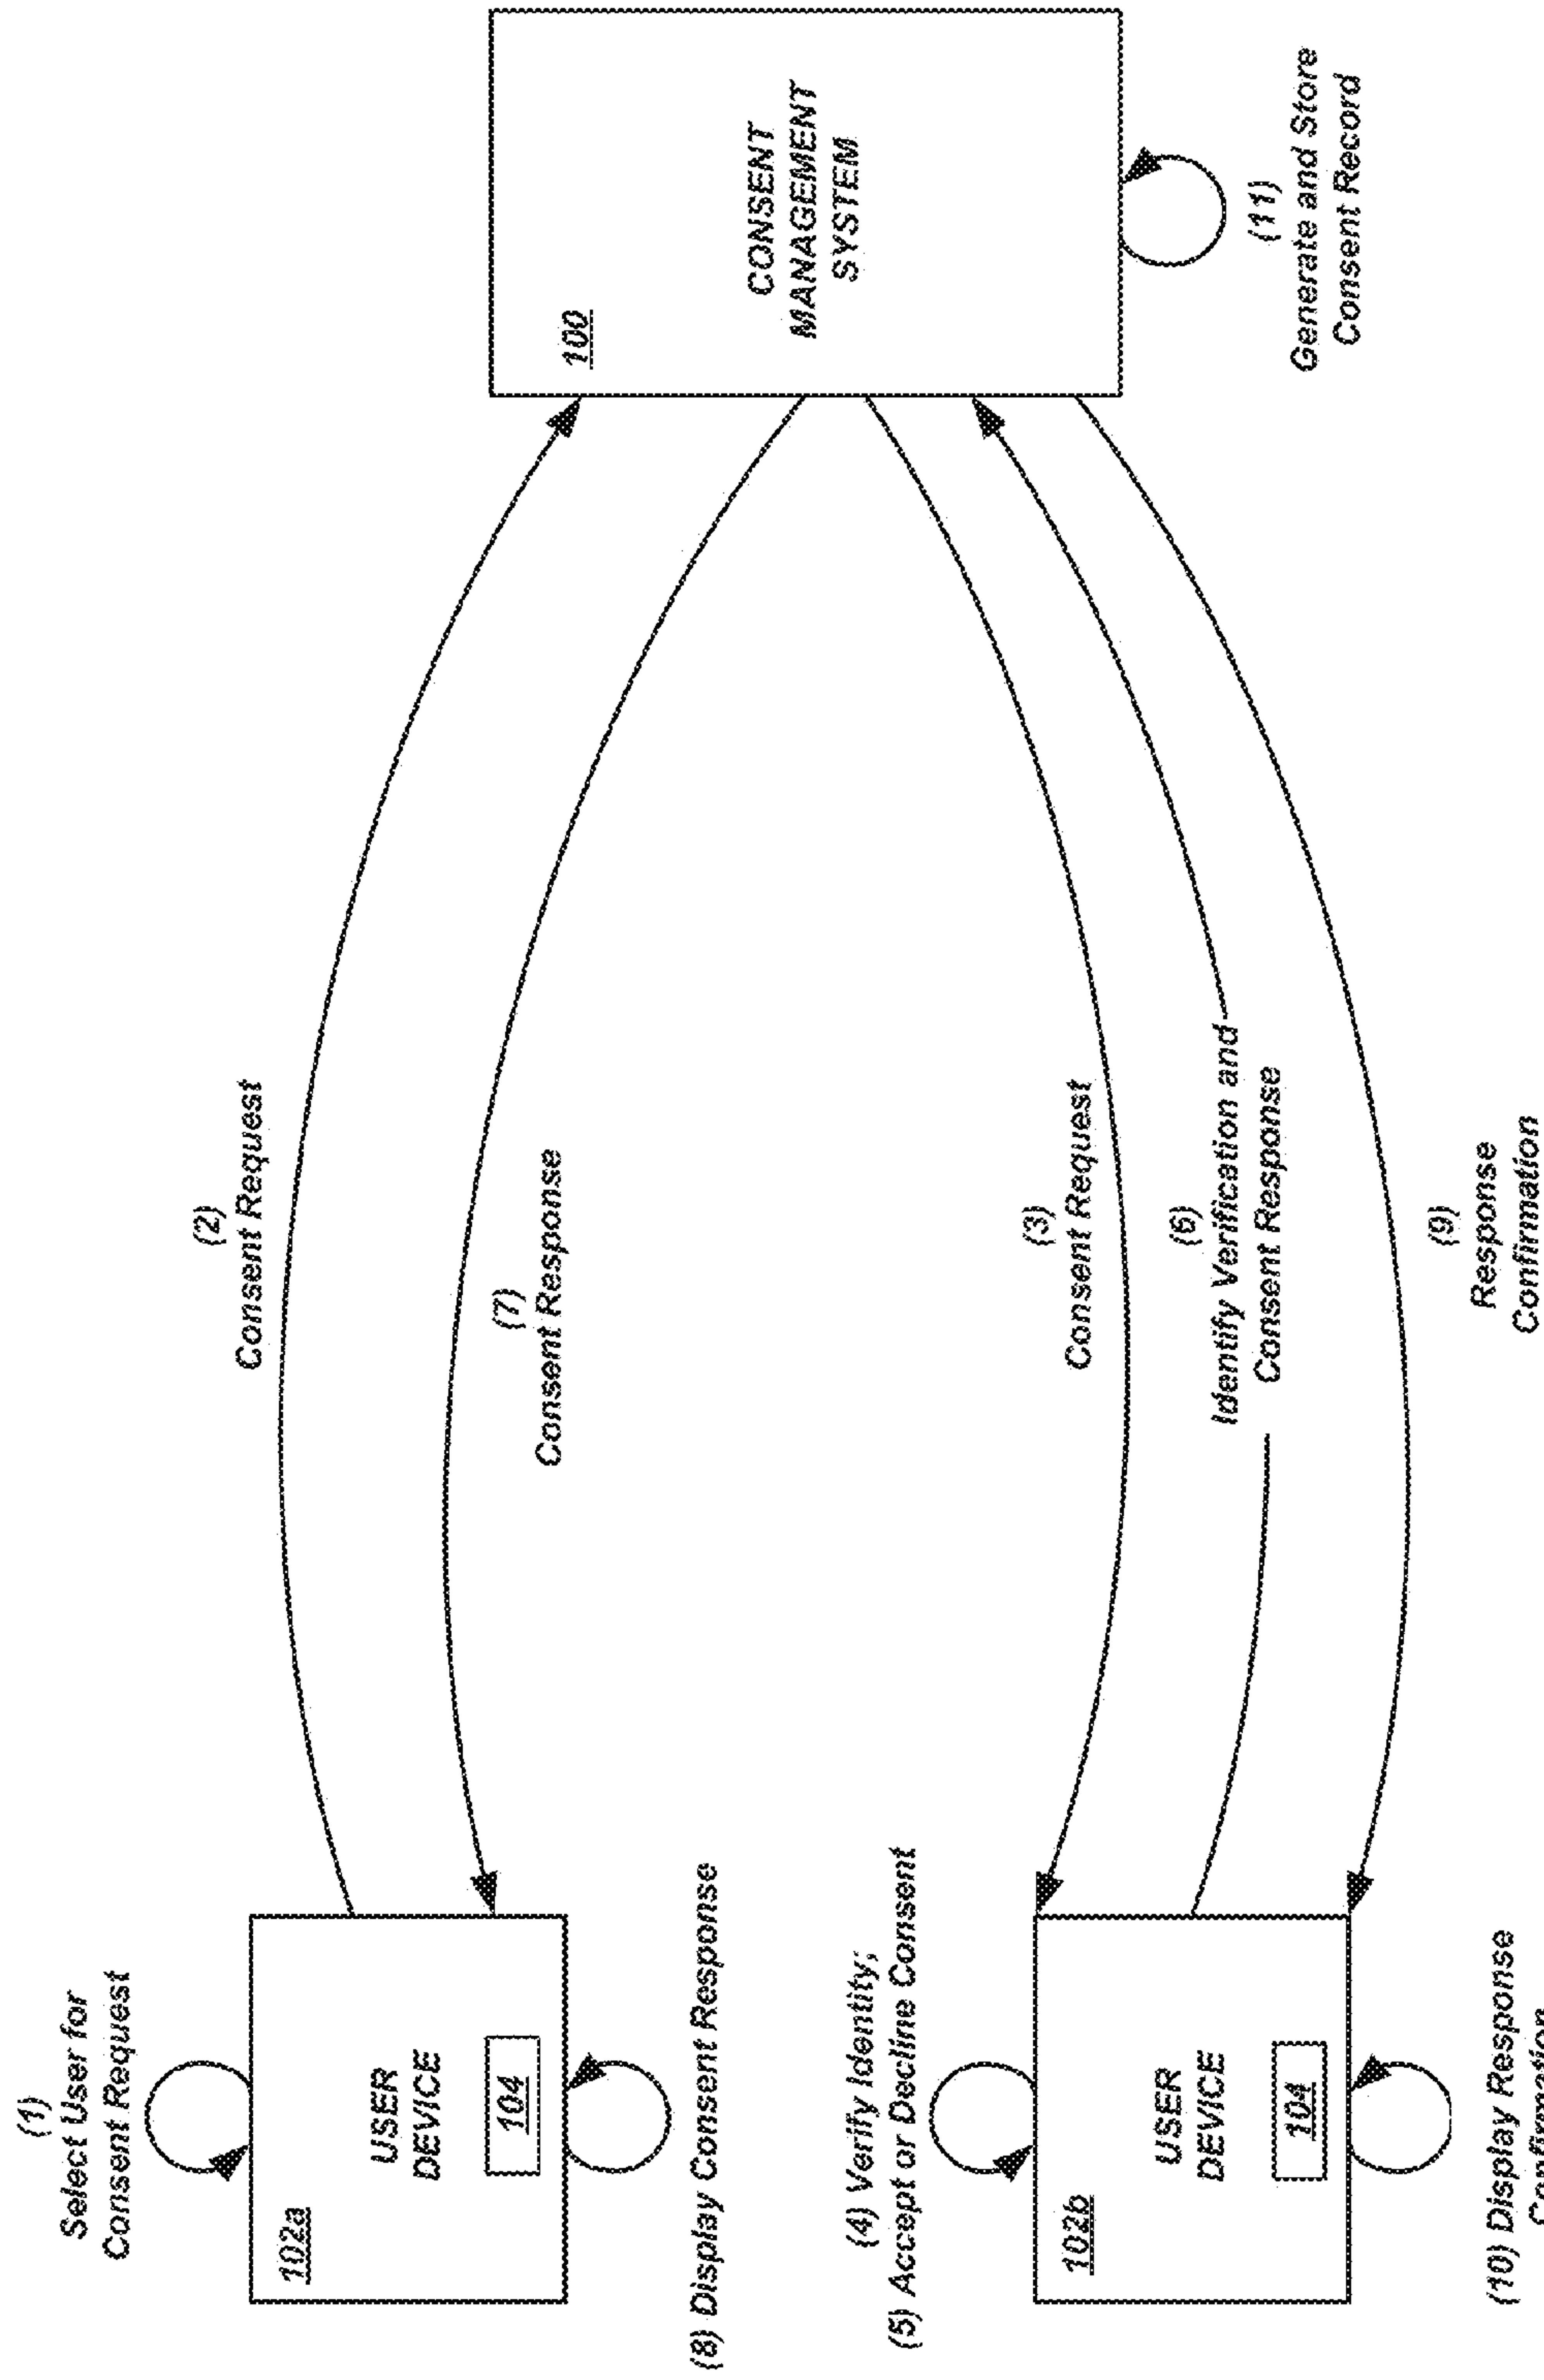 (1)
Select User for
Consent Request
102a
USER
DEVICE
104
(8) Display Consent Response
(2)
Consent Request
(7)
Consent Response
100
CONSENT
MANAGEMENT
SYSTEM
(11)
Generate and Store
Consent Record
(4) Verify Identity;
(5) Accept or Decline Consent
102b
USER
DEVICE
104
(10) Display Response
(3)
Consent Request
(6)
Identify Verification and
Consent Response
(9)
Response
Confirmation